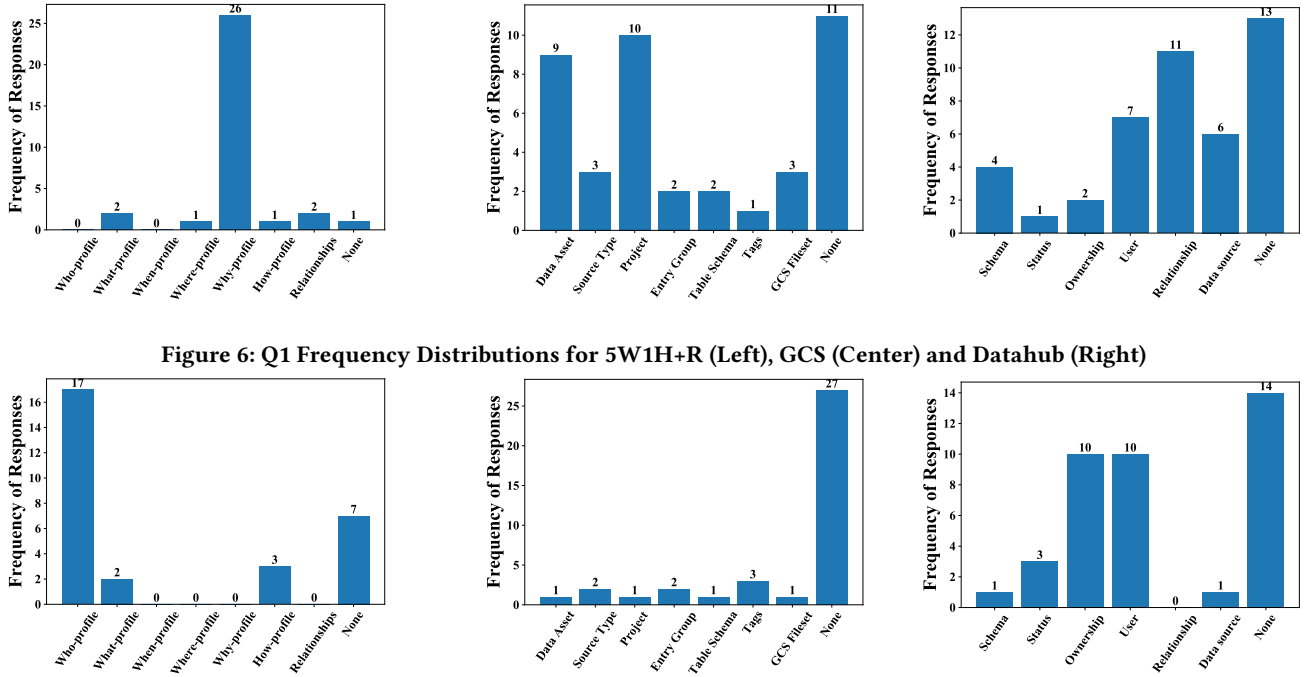 Frequency of Responses
25
20
15
10
5
0
0
2
0
1
26
1
2
1
Who-profile
What-profile
When-profile
Where-profile
Why-profile
How-profile
Relationships
None
Frequency of Responses
10
8
6
4
2
0
9
3
10
2
2
1
3
11
Data Asset
Source Type
Project
Entry Group
Table Schema
Tags
GCS Fileset
None
Frequency of Responses
12
10
8
6
4
2
0
4
1
2
7
11
6
13
Schema
Status
Ownership
User
Relationship
Data source
None
Figure 6: Q1 Frequency Distributions for 5W1H+R (Left), GCS (Center) and Datahub (Right)
Frequency of Responses
16
14
12
10
8
6
4
2
0
17
2
0
0
0
3
0
7
Who-profile
What-profile
When-profile
Where-profile
Why-profile
How-profile
Relationships
None
Frequency of Responses
25
20
15
10
5
0
1
2
1
2
1
3
1
27
Data Asset
Source Type
Project
Entry Group
Table Schema
Tags
GCS Fileset
None
Frequency of Responses
14
12
10
8
6
4
2
0
1
3
10
10
0
1
14
Schema
Status
Ownership
User
Relationship
Data source
None